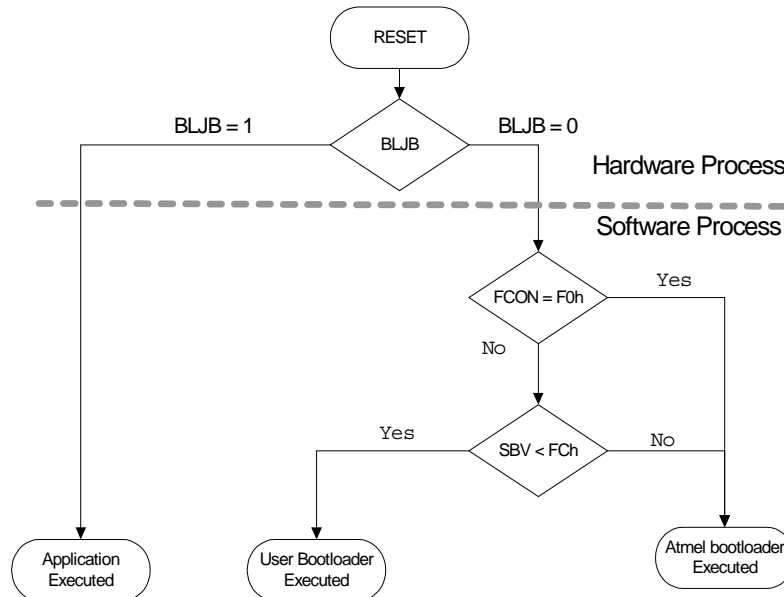 RESET
BLJB = 1
BLJB = 0
BLJB
Hardware Process
Software Process
FCON = F0h
Yes
No
Yes
SBV < FCh
No
Application
Executed
User Bootloader
Executed
Atmel bootloader
Executed